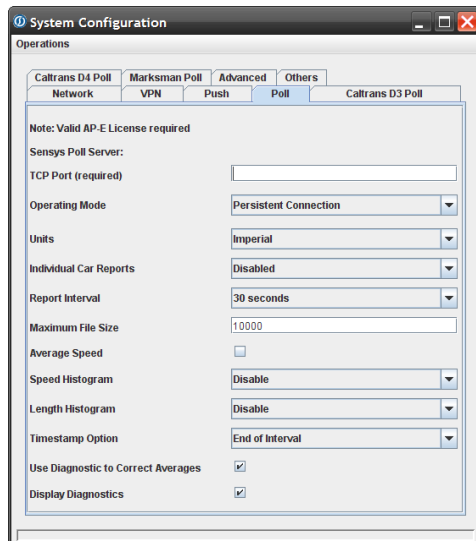 System Configuration
Operations
Caltrans D4 Poll Marksman Poll Advanced Others
Network VPN Push Poll Caltrans D3 Poll
Note: Valid AP-E License required
Sensys Poll Server:
TCP Port (required)
Operating Mode Persistent Connection
Units Imperial
Individual Car Reports Disabled
Report Interval 30 seconds
Maximum File Size 10000
Average Speed
Speed Histogram Disable
Length Histogram Disable
Timestamp Option End of Interval
Use Diagnostic to Correct Averages
Display Diagnostics